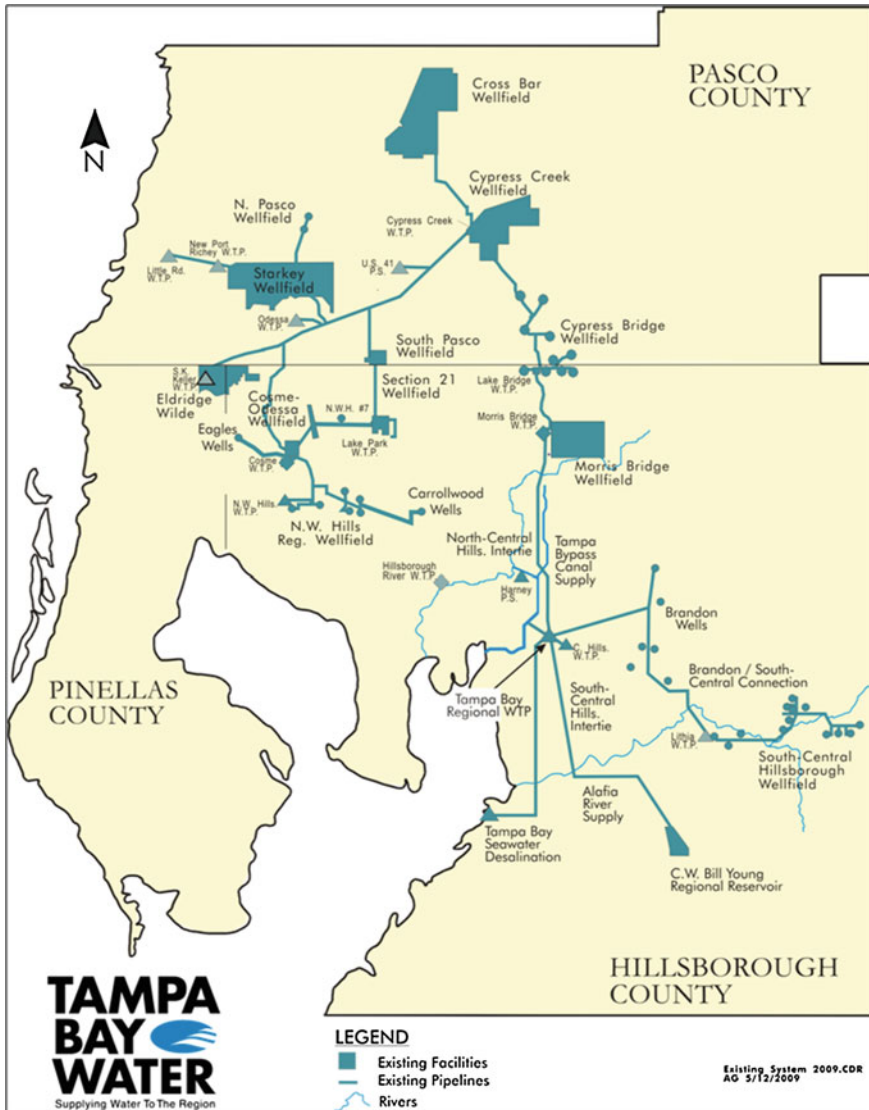 PASCO
COUNTY
Cross Bar
Wellfield
N
Cypress Creek
Wellfield
N. Pasco
Wellfield
Cypress Creek
W.T.P.
New Port
Richey W.T.P.
Little Rd.
W.T.P.
U.S. 41
P.S.
Starkey
Wellfield
Odessa
W.T.P.
Cypress Bridge
Wellfield
South Pasco
Wellfield
S.K.
Keller
W.T.P.
Eldridge
Wilde
Section 21
Wellfield
Lake Bridge
W.T.P.
Cosme-
Odessa
Wellfield
N.W.H. #7
Morris Bridge
W.T.P.
Eagles
Wells
Lake Park
W.T.P.
Cosme
W.T.P.
Morris Bridge
Wellfield
N.W. Hills.
W.T.P.
Carrollwood
Wells
N.W. Hills
Reg. Wellfield
North-Central
Hills. Intertie
Tampa
Bypass
Canal
Supply
Hillsborough
River W.T.P.
Harney
P.S.
Brandon
Wells
C. Hills.
W.T.P.
Brandon / South-
Central Connection
PINELLAS
COUNTY
Tampa Bay
Regional WTP
South-
Central
Hills.
Intertie
Lithia
W.T.P.
South-Central
Hillsborough
Wellfield
Alafia
River
Supply
Tampa Bay
Seawater
Desalination
C.W. Bill Young
Regional Reservoir
HILLSBOROUGH
COUNTY
TAMPA
BAY
WATER
Supplying Water To The Region
LEGEND
Existing Facilities
Existing Pipelines
Rivers
Existing System 2009.CDR
AG 5/12/2009